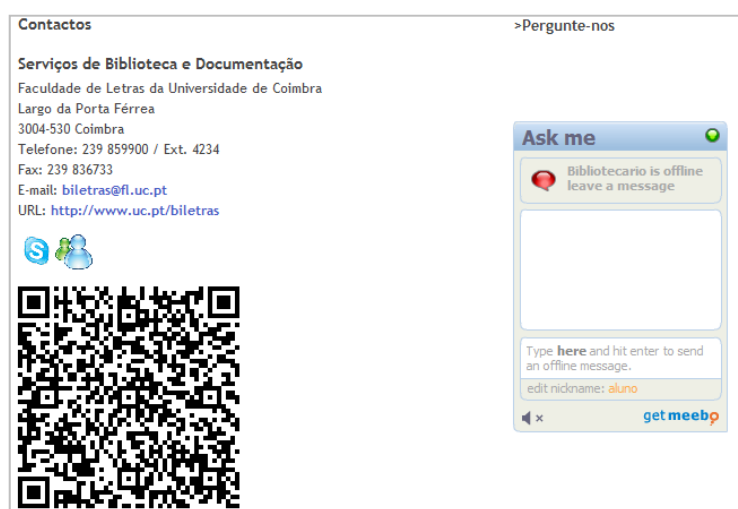 Contactos
Serviços de Biblioteca e Documentação
Faculdade de Letras da Universidade de Coimbra
Largo da Porta Férrea
3004-530 Coimbra
Telefone: 239 859900 / Ext. 4234
Fax: 239 836733
E-mail: biletras@fl.uc.pt
URL: http://www.uc.pt/biletras
>Pergunte-nos
Ask me
Bibliotecario is offline
leave a message
Type here and hit enter to send
an offline message.
edit nickname: aluno
get meebo